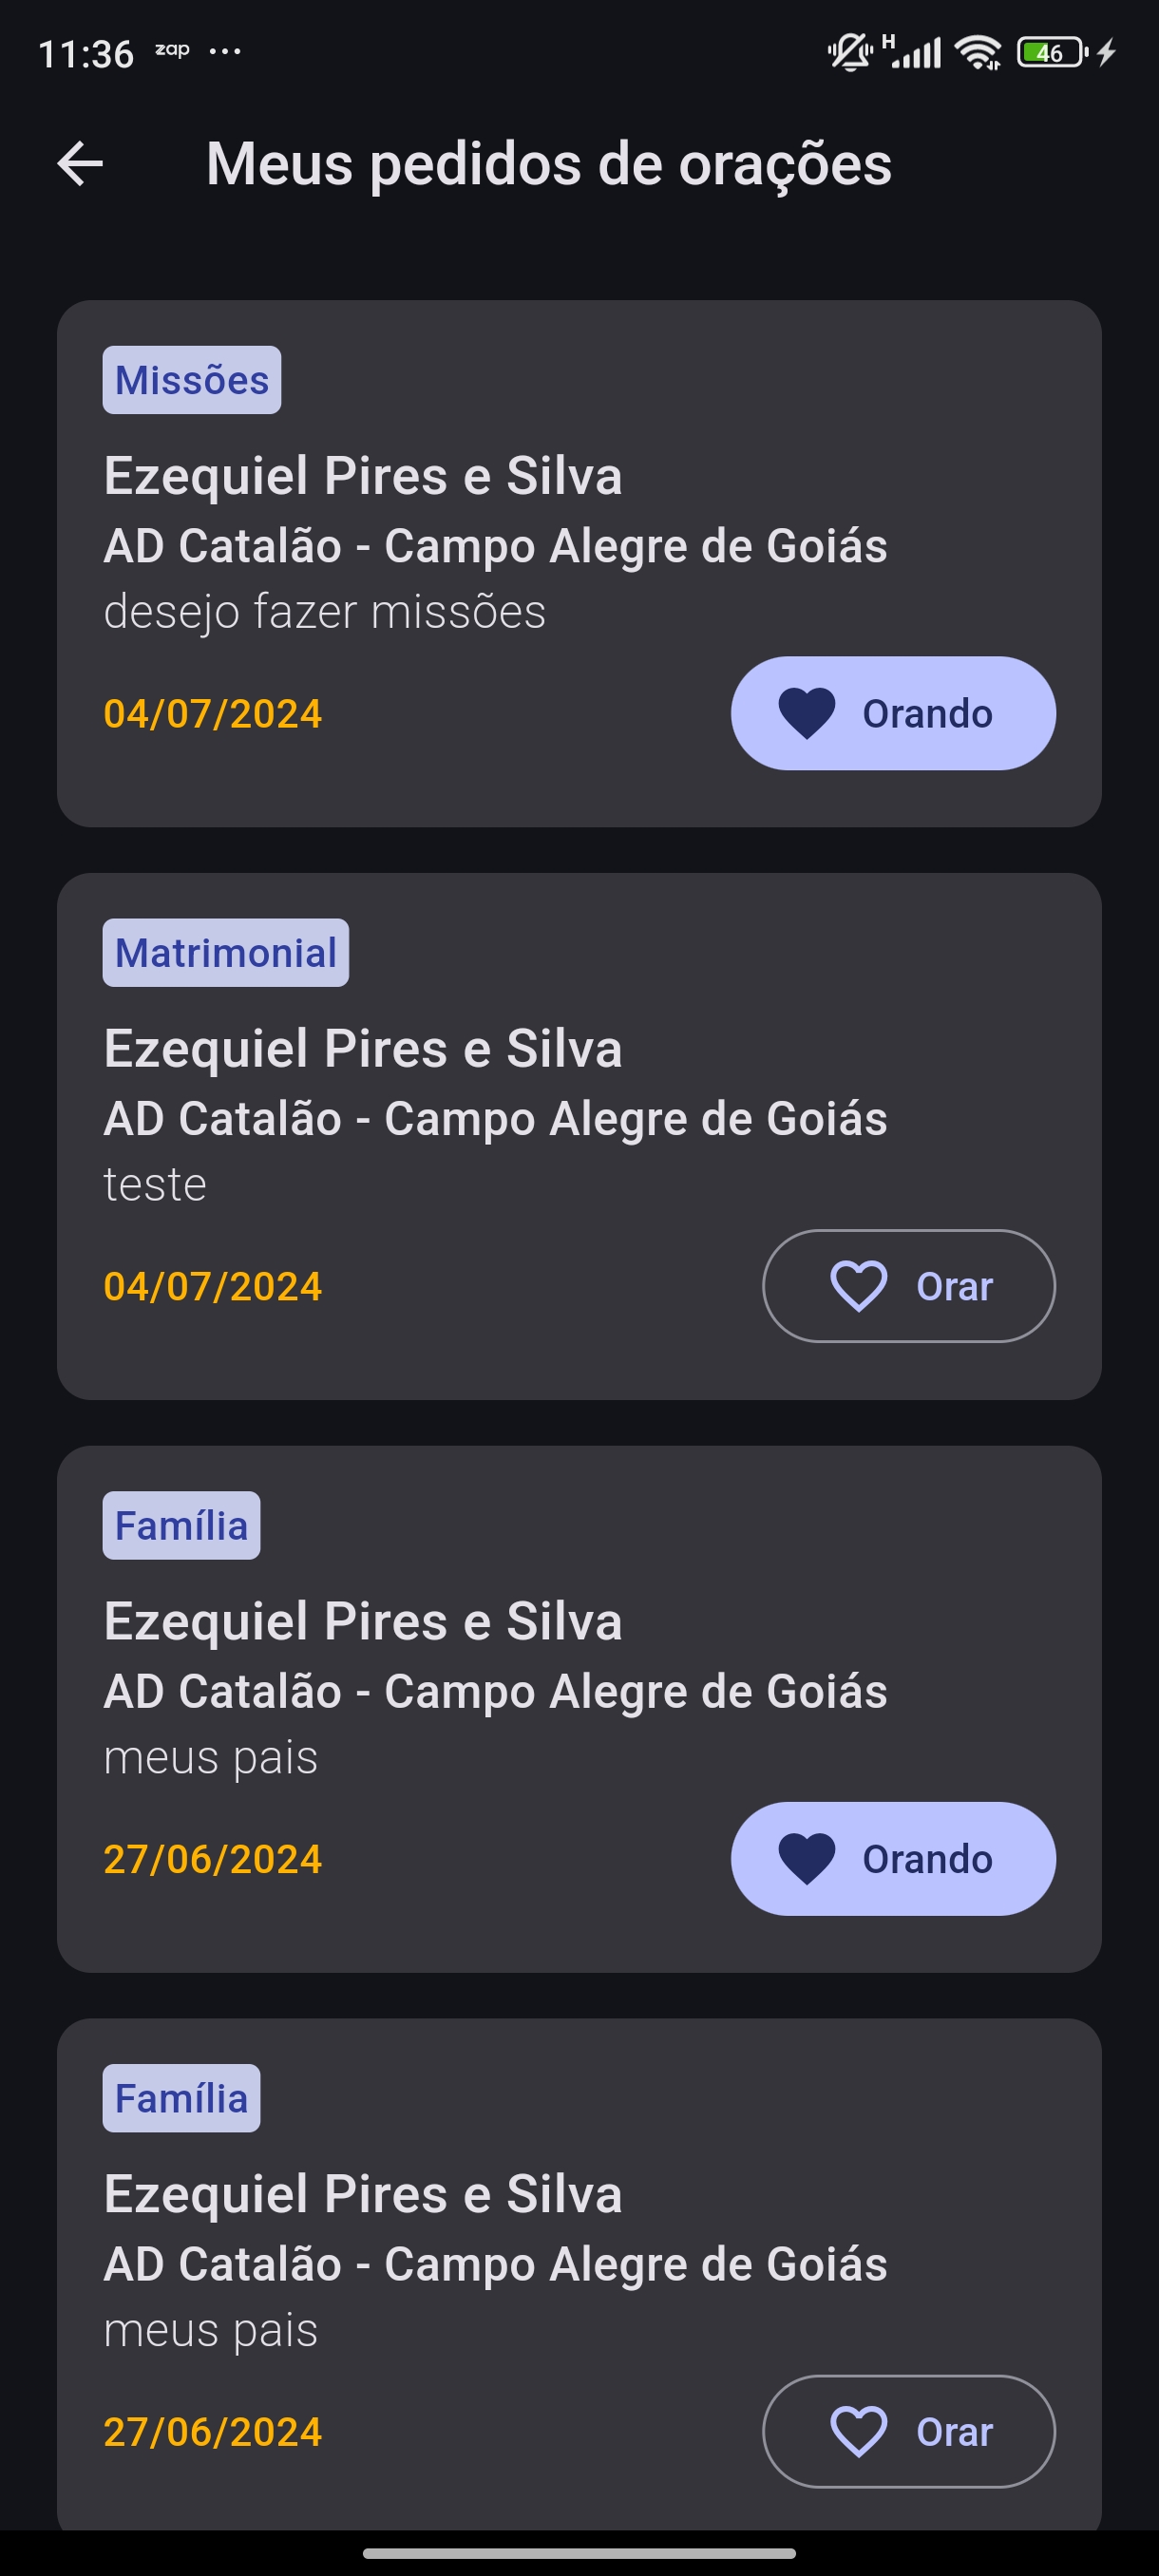 11:36 zap ...
H 46
Meus pedidos de orações
Missões
Ezequiel Pires e Silva
AD Catalão - Campo Alegre de Goiás
desejo fazer missões
04/07/2024 Orando
Matrimonial
Ezequiel Pires e Silva
AD Catalão - Campo Alegre de Goiás
teste
04/07/2024 Orar
Família
Ezequiel Pires e Silva
AD Catalão - Campo Alegre de Goiás
meus pais
27/06/2024 Orando
Família
Ezequiel Pires e Silva
AD Catalão - Campo Alegre de Goiás
meus pais
27/06/2024 Orar